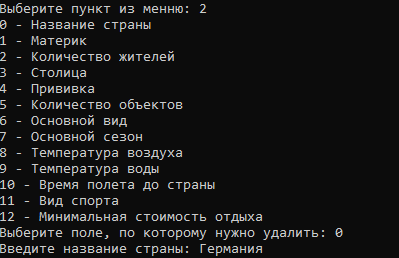 Выберите пункт из меню: 2
0 - Название страны
1 - Материк
2 - Количество жителей
3 - Столица
4 - Прививка
5 - Количество объектов
6 - Основной вид
7 - Основной сезон
8 - Температура воздуха
9 - Температура воды
10 - Время полета до страны
11 - Вид спорта
12 - Минимальная стоимость отдыха
Выберите поле, по которому нужно удалить: 0
Введите название страны: Германия